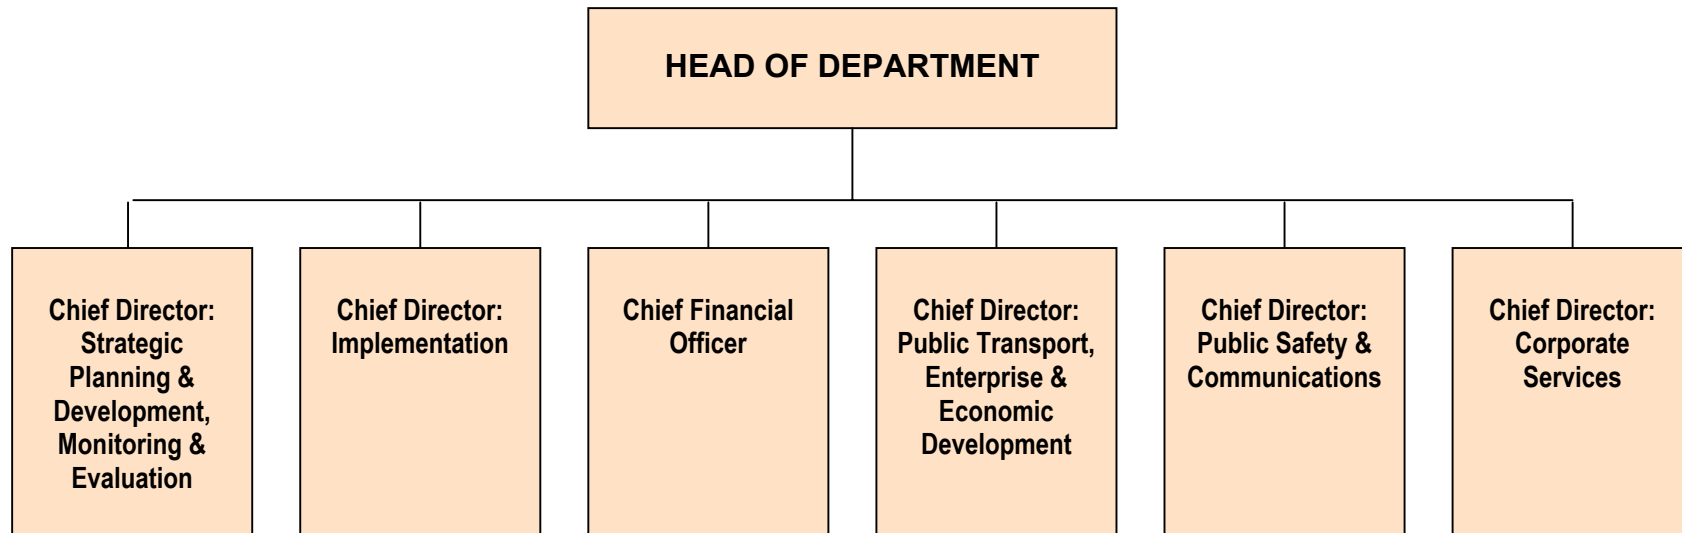 HEAD OF DEPARTMENT
Chief Director:
Strategic
Planning &
Development,
Monitoring &
Evaluation
Chief Director:
Implementation
Chief Financial
Officer
Chief Director:
Public Transport,
Enterprise &
Economic
Development
Chief Director:
Public Safety &
Communications
Chief Director:
Corporate
Services